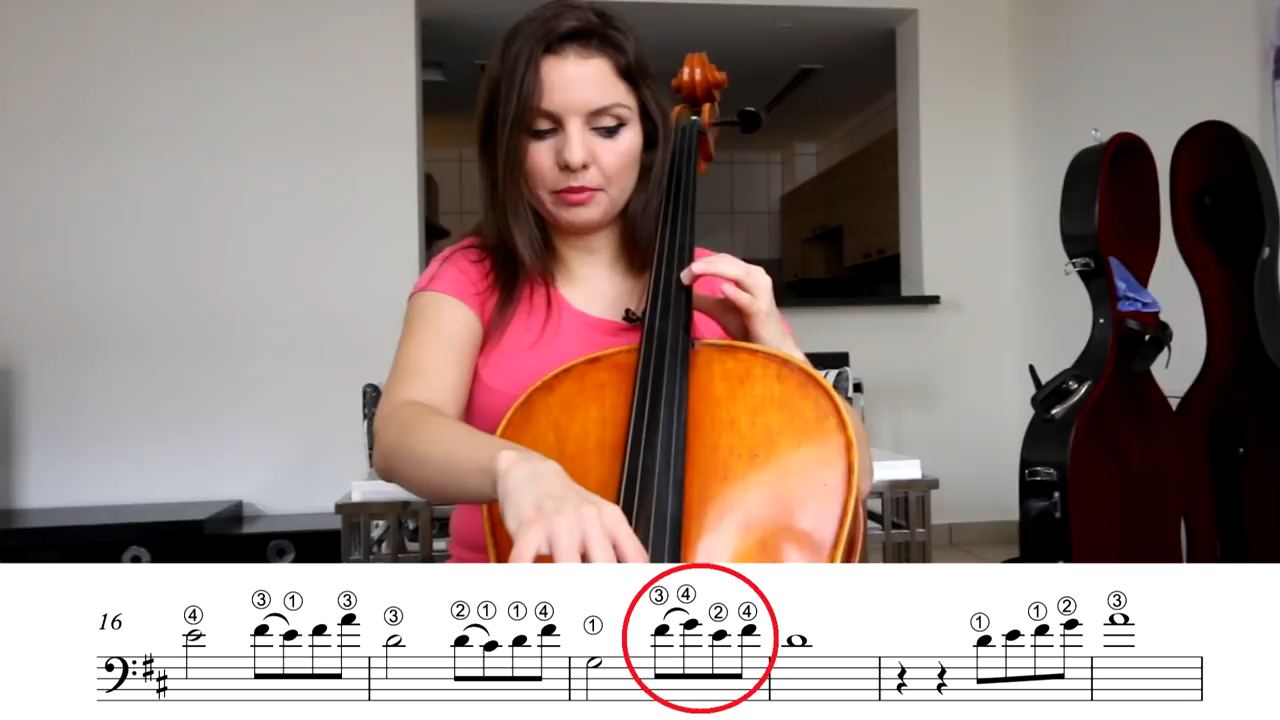 ④ ③ ① ③ ③ ② ① ① ④ ① ③ ④ ② ④ ① ① ② ③
16